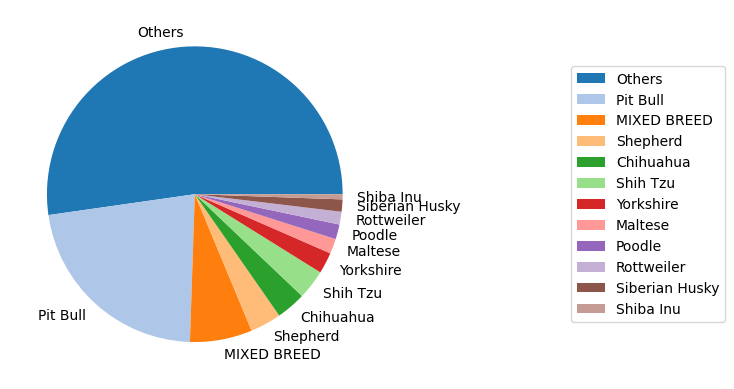 Others
Shiba Inu
Siberian Husky
Rottweiler
Poodle
Maltese
Yorkshire
Shih Tzu
Chihuahua
Shepherd
MIXED BREED
Pit Bull
Others
Pit Bull
MIXED BREED
Shepherd
Chihuahua
Shih Tzu
Yorkshire
Maltese
Poodle
Rottweiler
Siberian Husky
Shiba Inu